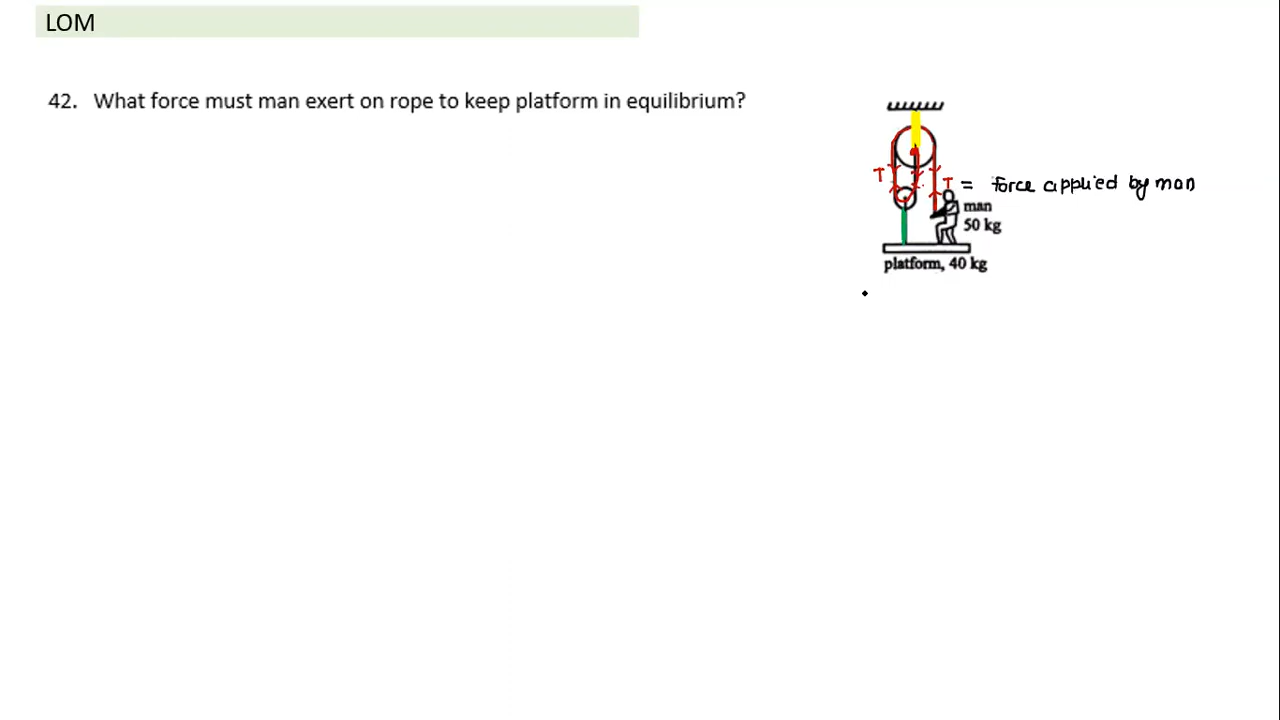 LOM
42. What force must man exert on rope to keep platform in equilibrium?
T
T = force applied by man
man
50 kg
platform, 40 kg